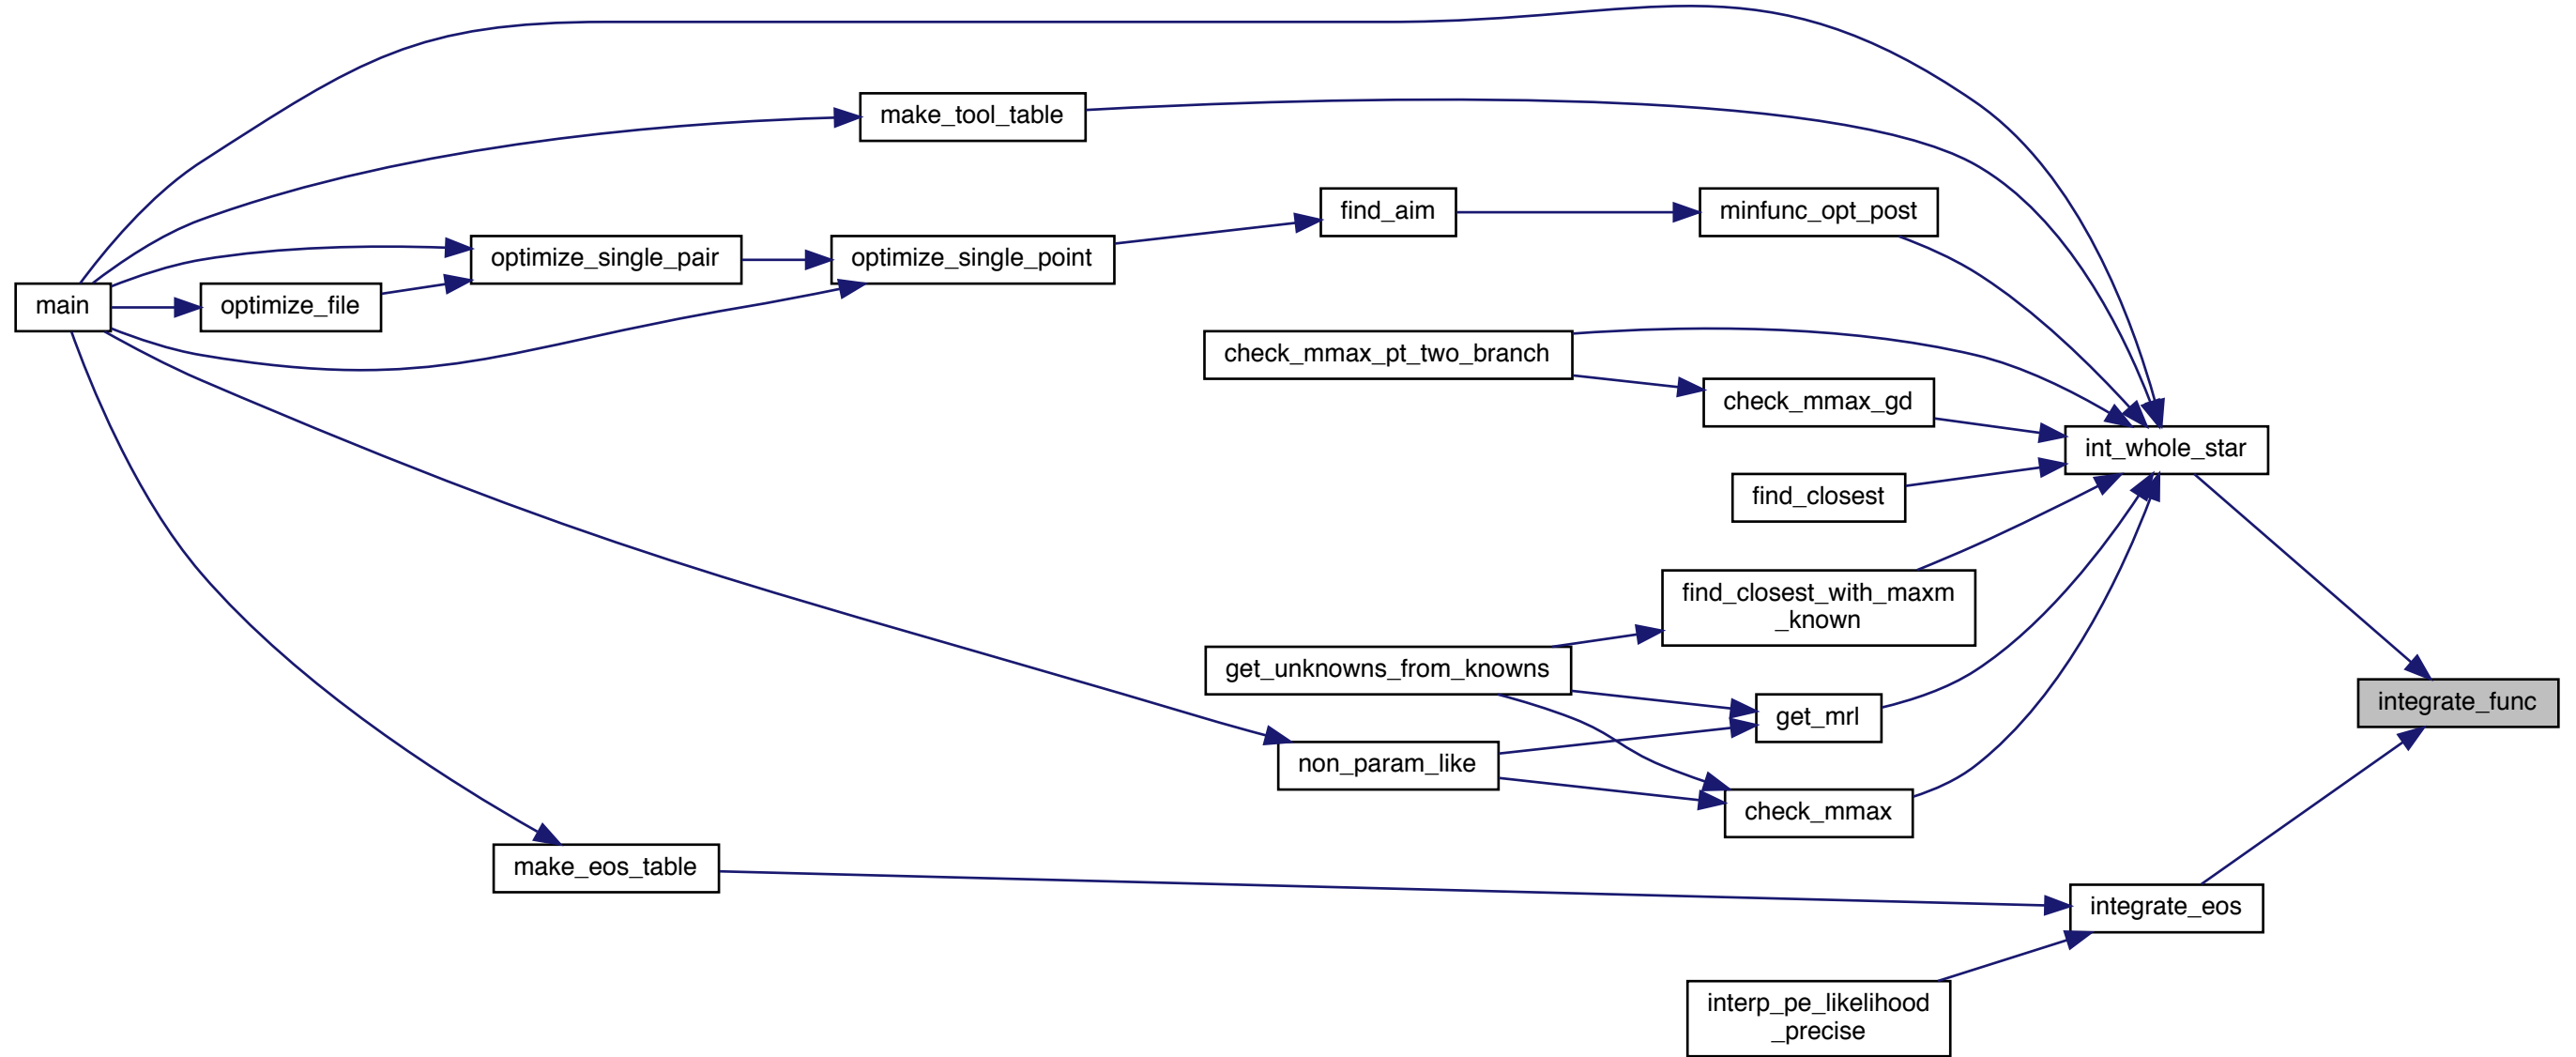 make_tool_table
find_aim
minfunc_opt_post
optimize_single_pair
optimize_single_point
main
optimize_file
check_mmax_pt_two_branch
check_mmax_gd
int_whole_star
find_closest
find_closest_with_maxm
_known
get_unknowns_from_knowns
integrate_func
get_mrl
non_param_like
check_mmax
make_eos_table
integrate_eos
interp_pe_likelihood
_precise